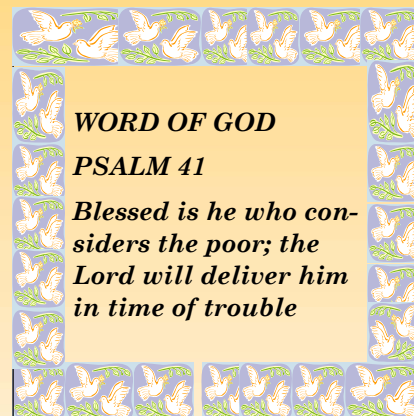 WORD OF GOD
PSALM 41
Blessed is he who con-
siders the poor; the
Lord will deliver him
in time of trouble